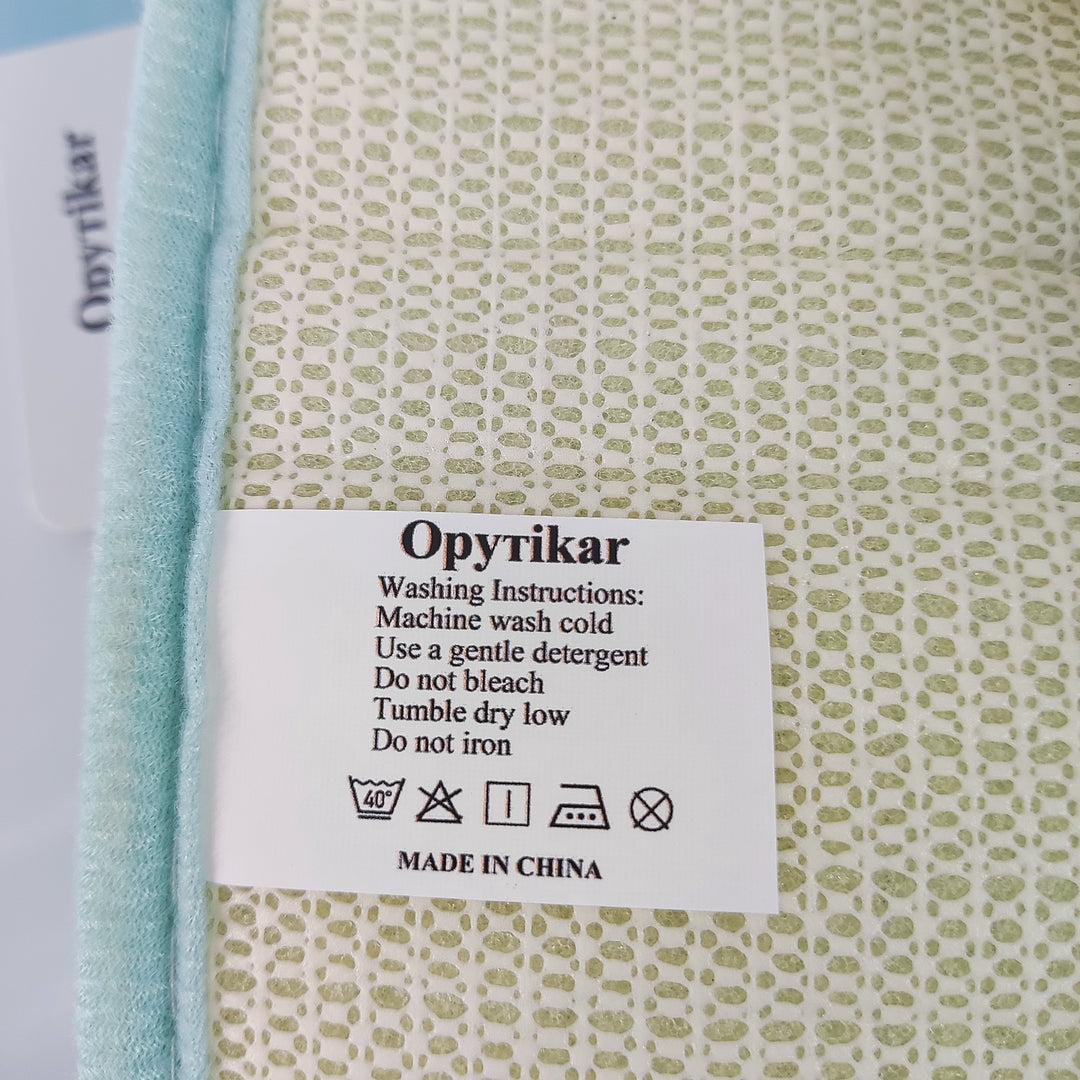 Opyтikar
Opyтikar
Washing Instructions:
Machine wash cold
Use a gentle detergent
Do not bleach
Tumble dry low
Do not iron
40°
MADE IN CHINA